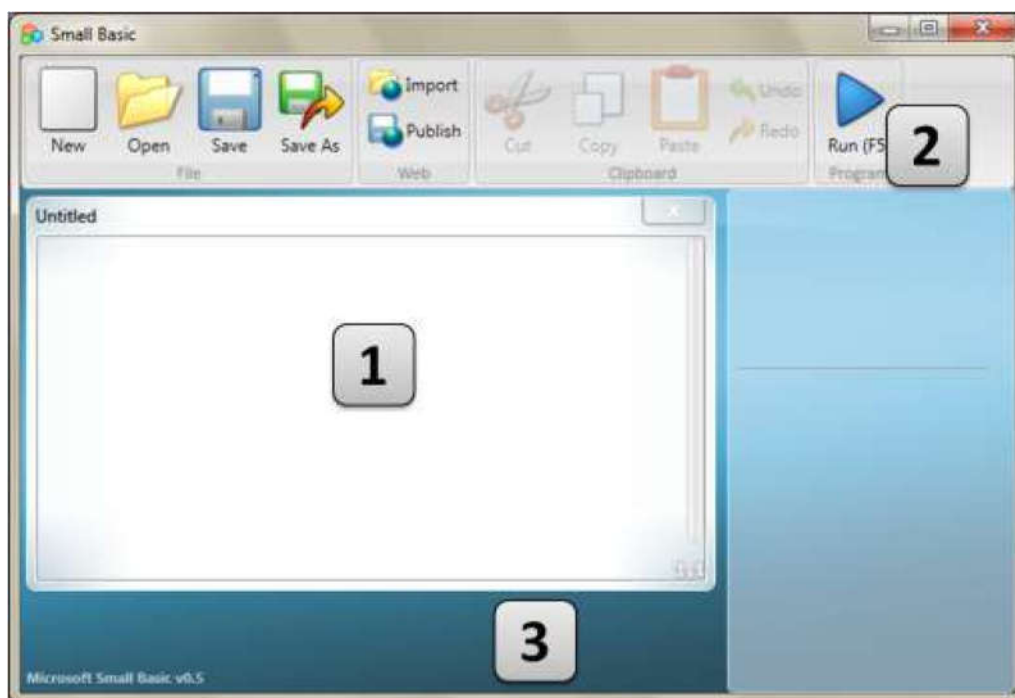 Small Basic
New Open Save Save As
Import
Publish
Cut Copy Paste
Undo
Redo
Run (F5
File Web Clipboard Program
2
Untitled
1
3
Microsoft Small Basic v0.5